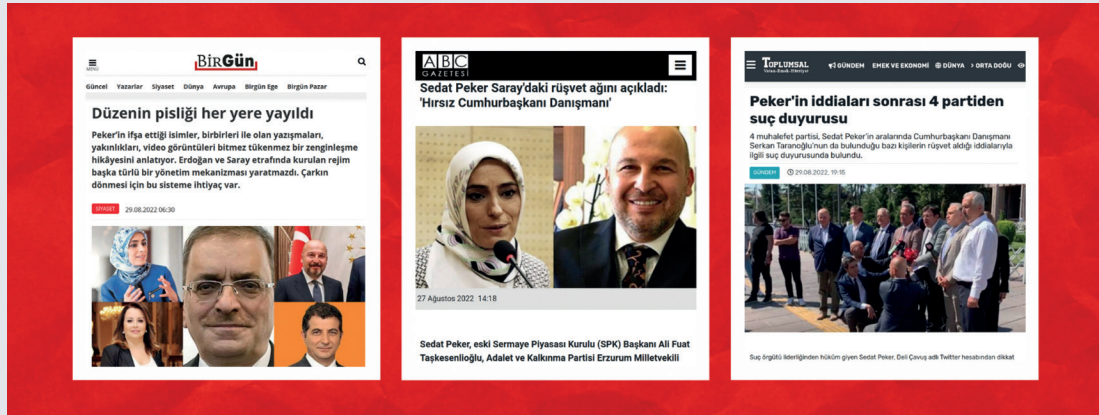 MENÜ
BirGün
Güncel Yazarlar Siyaset Dünya Avrupa Birgün Ege Birgün Pazar
Düzenin pisliği her yere yayıldı
Peker'in ifşa ettiği isimler, birbirleri ile olan yazışmaları,
yakınlıkları, video görüntüleri bitmez tükenmez bir zenginleşme
hikâyesini anlatıyor. Erdoğan ve Saray etrafında kurulan rejim
başka türlü bir yönetim mekanizması yaratmazdı. Çarkın
dönmesi için bu sisteme ihtiyaç var.
SİYASET 29.08.2022 06:30
ABC
GAZETESİ
Sedat Peker Saray'daki rüşvet ağını açıkladı:
'Hırsız Cumhurbaşkanı Danışmanı'
27 Ağustos 2022 14:18
Sedat Peker, eski Sermaye Piyasası Kurulu (SPK) Başkanı Ali Fuat
Taşkesenlioğlu, Adalet ve Kalkınma Partisi Erzurum Milletvekili
TOPLUMSAL
Vatan-Emek-Hürriyet
GÜNDEM EMEK VE EKONOMİ DÜNYA ORTA DOĞU
Peker'in iddiaları sonrası 4 partiden
suç duyurusu
4 muhalefet partisi, Sedat Peker'in aralarında Cumhurbaşkanı Danışmanı
Serkan Taranoğlu'nun da bulunduğu bazı kişilerin rüşvet aldığı iddialarıyla
ilgili suç duyurusunda bulundu.
GÜNDEM 29.08.2022, 19:15
Suç örgütü liderliğinden hüküm giyen Sedat Peker, Deli Çavuş adlı Twitter hesabından dikkat